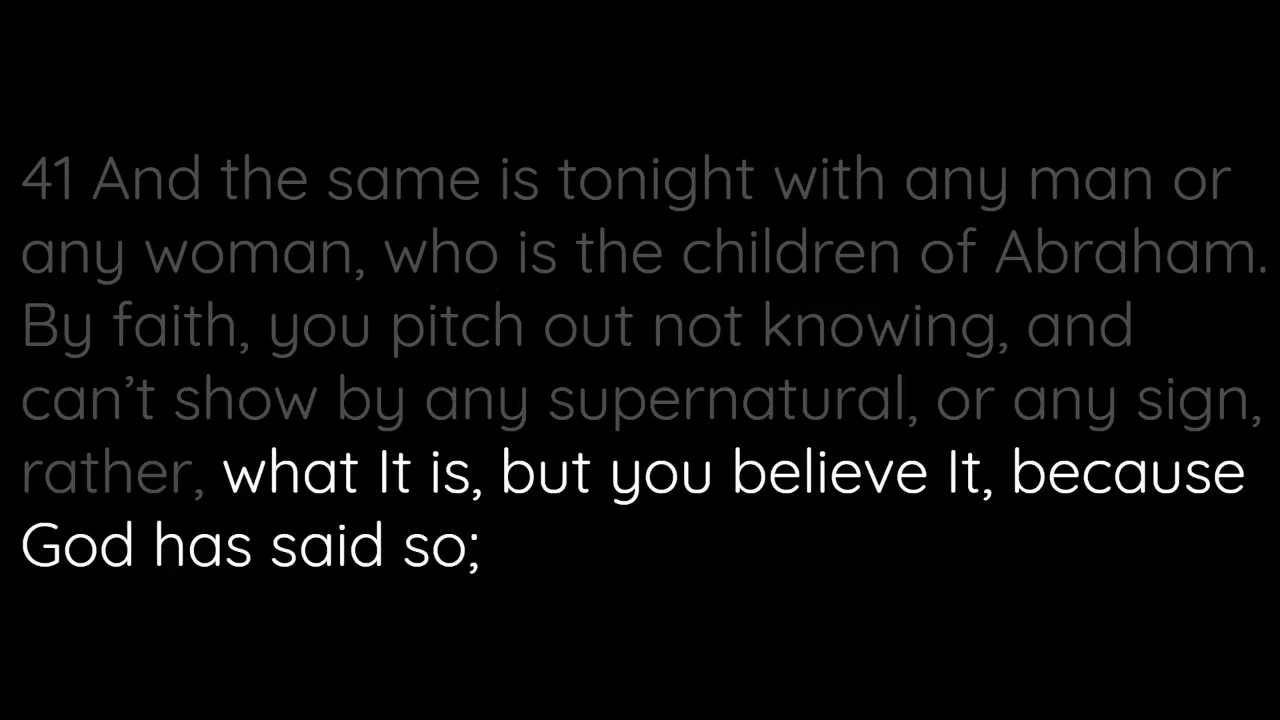 41 And the same is tonight with any man or
any woman, who is the children of Abraham.
By faith, you pitch out not knowing, and
can’t show by any supernatural, or any sign,
rather, what It is, but you believe It, because
God has said so;